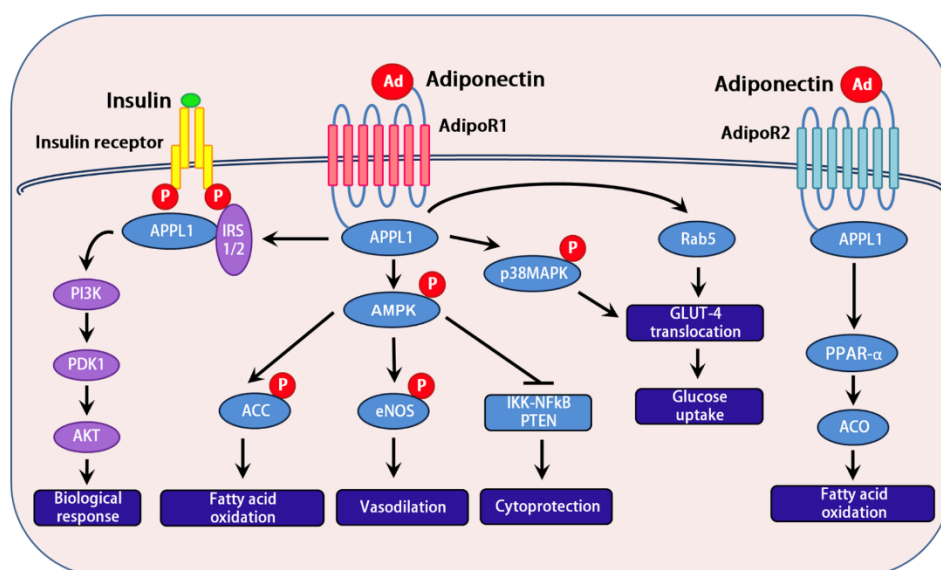 Insulin
Insulin receptor
P
P
APPL1
IRS
1/2
PI3K
PDK1
AKT
Biological
response
Ad
Adiponectin
AdipoR1
APPL1
P
AMPK
P
ACC
Fatty acid
oxidation
P
eNOS
Vasodilation
IKK-NFkB
PTEN
Cytoprotection
P
p38MAPK
Rab5
GLUT-4
translocation
Glucose
uptake
Adiponectin
Ad
AdipoR2
APPL1
PPAR-α
ACO
Fatty acid
oxidation